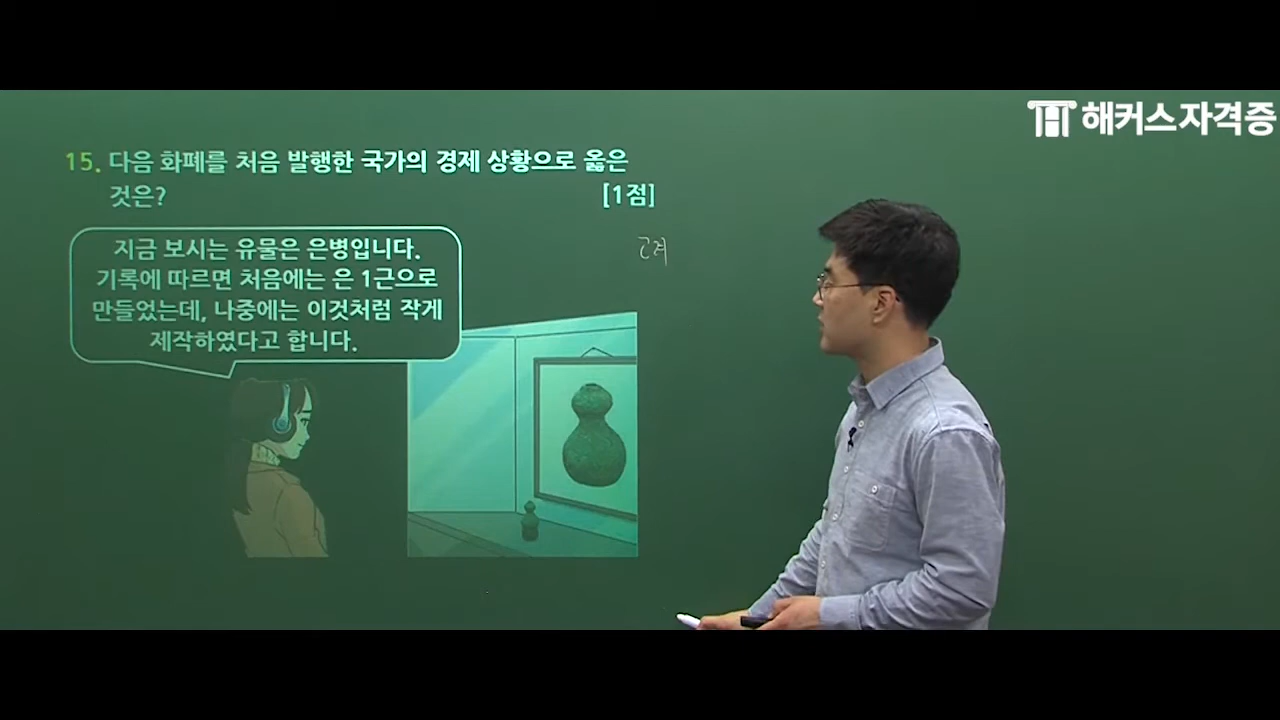 해커스자격증
15. 다음 화폐를 처음 발행한 국가의 경제 상황으로 옳은
것은?
[1점]
지금 보시는 유물은 은병입니다.
기록에 따르면 처음에는 은 1근으로
만들었는데, 나중에는 이것처럼 작게
제작하였다고 합니다.